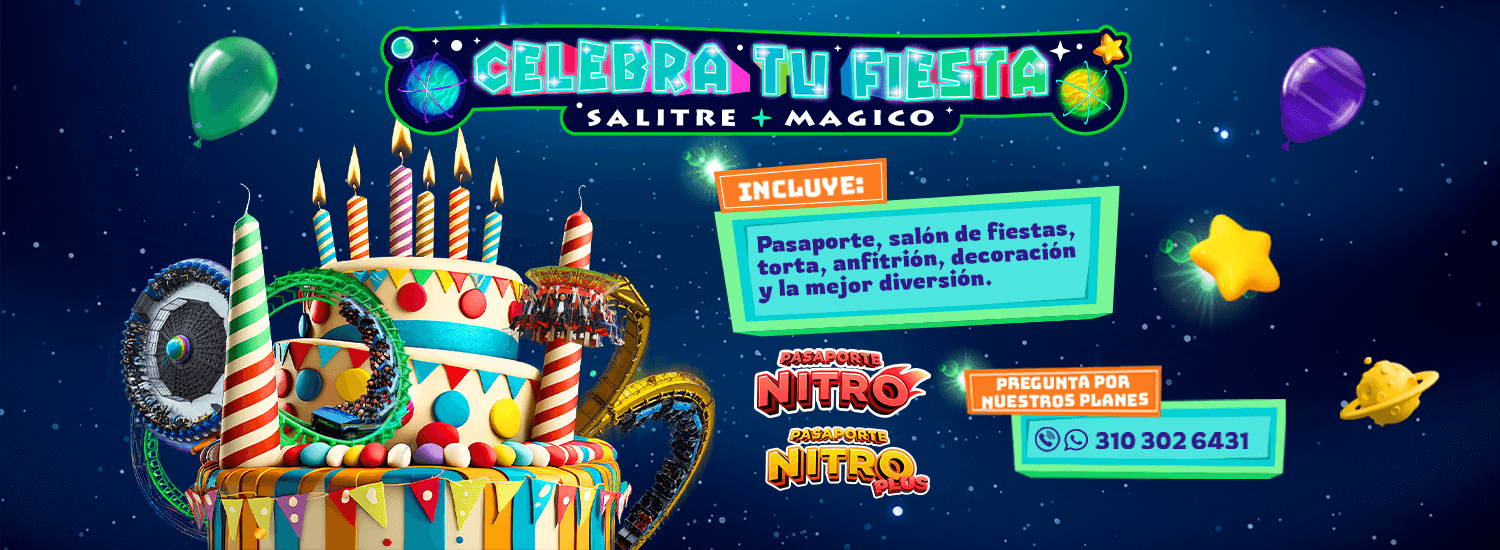 CELEBRA TU FIESTA
SALITRE + MAGICO
INCLUYE:
Pasaporte, salón de fiestas,
torta, anfitrión, decoración
y la mejor diversión.
PASAPORTE
NITRO
PASAPORTE
NITRO
PLUS
PREGUNTA POR
NUESTROS PLANES
310 302 6431